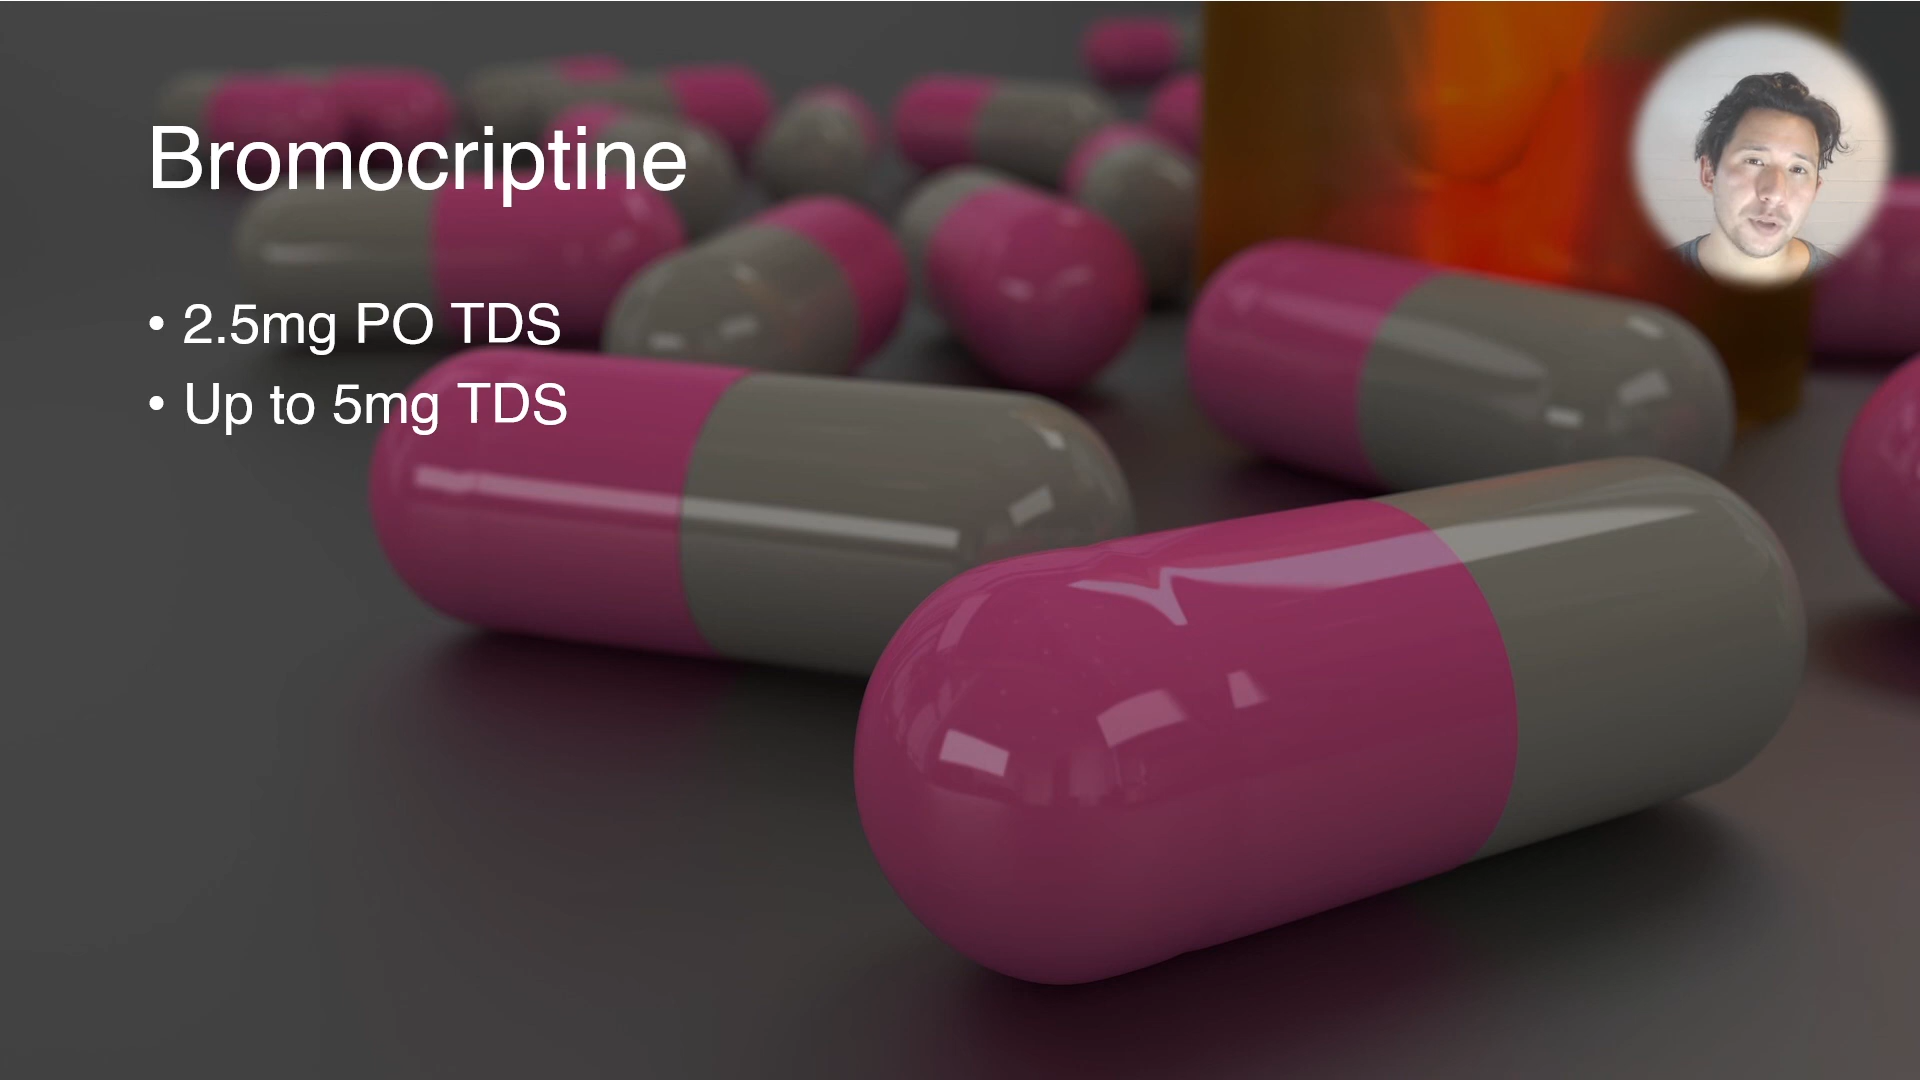 Bromocriptine
• 2.5mg PO TDS
• Up to 5mg TDS